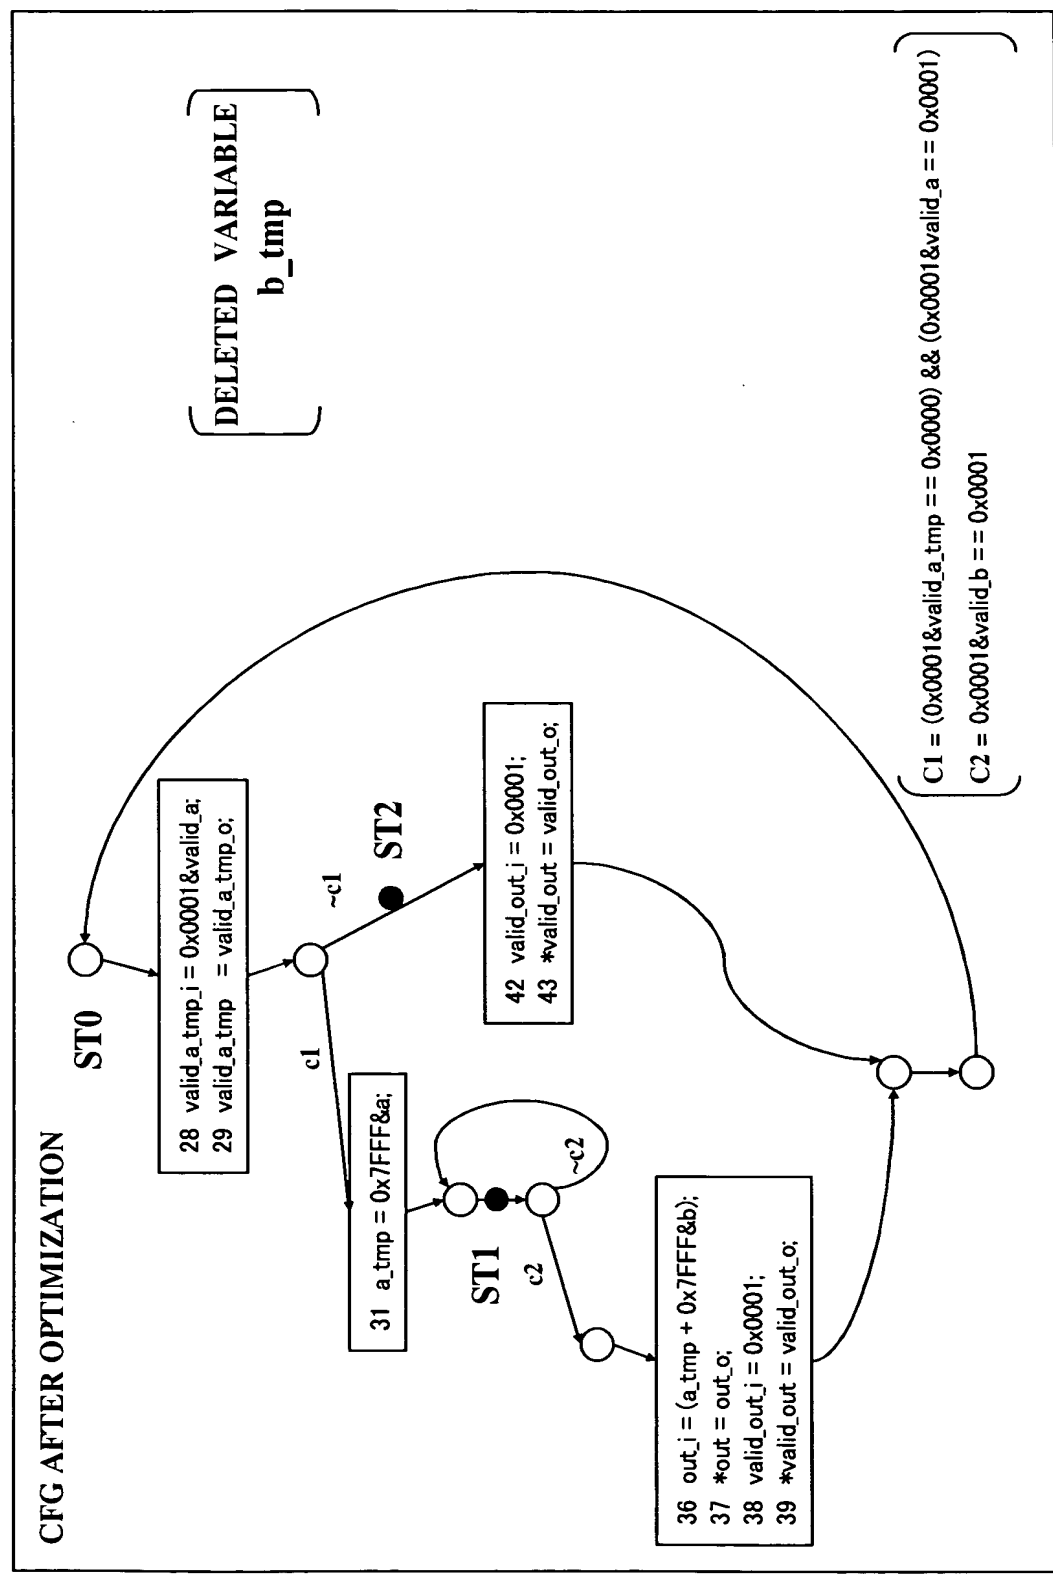 CFG AFTER OPTIMIZATION
DELETED VARIABLE
b_tmp
ST0
28 valid_a_tmp_i = 0x0001&valid_a;
29 valid_a_tmp = valid_a_tmp_o;
c1
~c1
31 a_tmp = 0x7FFF&a;
ST2
ST1
c2
~c2
42 valid_out_i = 0x0001;
43 *valid_out = valid_out_o;
36 out_i = (a_tmp + 0x7FFF&b);
37 *out = out_o;
38 valid_out_i = 0x0001;
39 *valid_out = valid_out_o;
C1 = (0x0001&valid_a_tmp == 0x0000) && (0x0001&valid_a == 0x0001)
C2 = 0x0001&valid_b == 0x0001